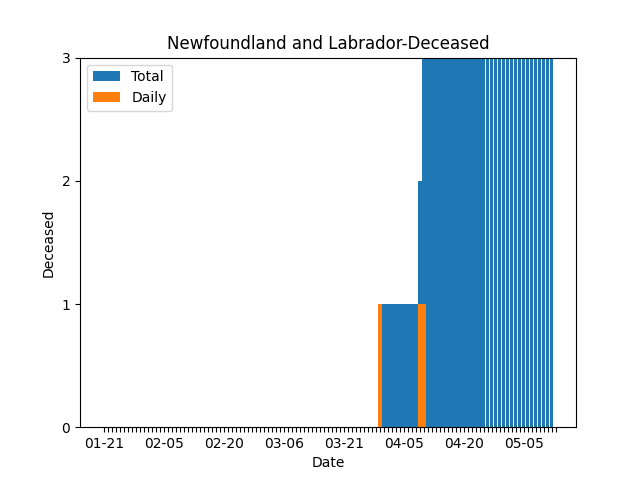 Newfoundland and Labrador-Deceased
Total
Daily
3
2
1
0
Deceased
01-21 02-05 02-20 03-06 03-21 04-05 04-20 05-05
Date